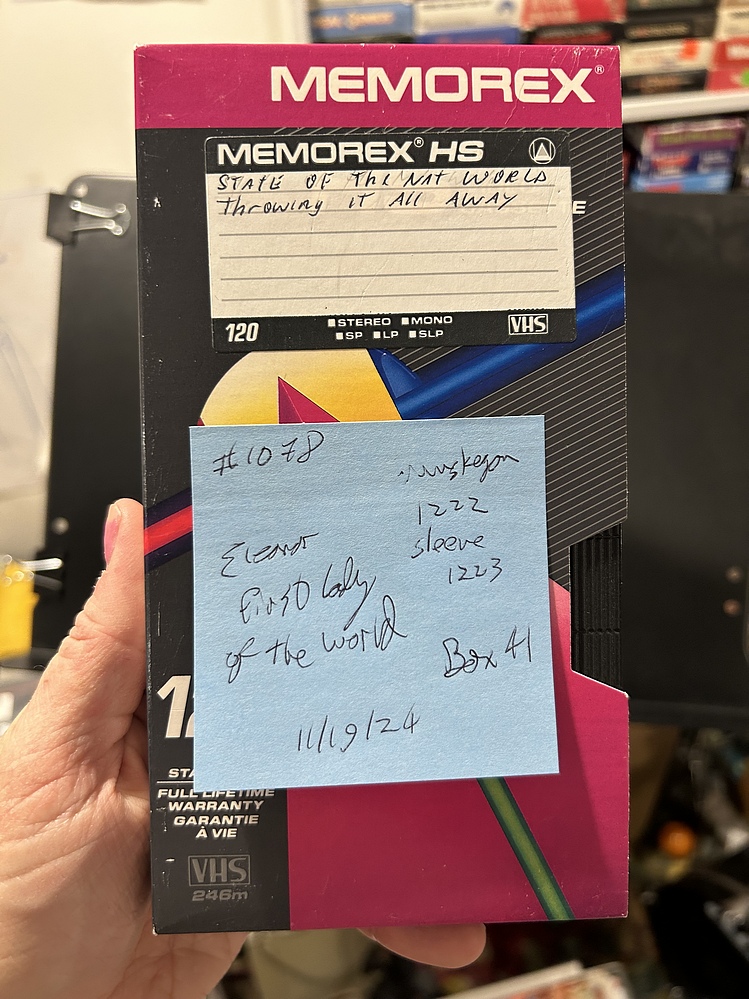 MEMOREX®
MEMOREX® HS
STATE OF The NAT WORLD
Throwing IT All AWAY
E
120
STEREO MONO
SP LP SLP
VHS
#1078
Muskegon
1222
sleeve
1223
Eleanor
First lady
of the world
Box 41
11/19/24
12
STA
FULL LIFETIME
WARRANTY
GARANTIE
À VIE
VHS
246m